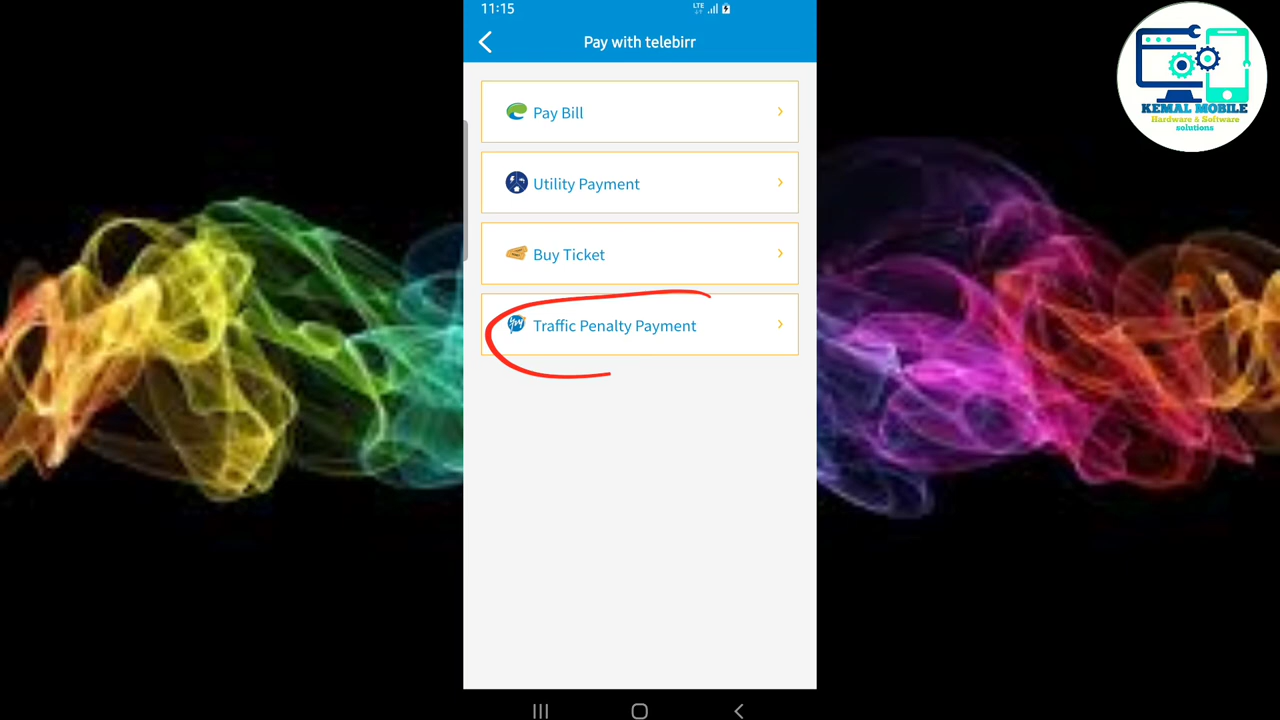 11:15
LTE
Pay with telebirr
Pay Bill
Utility Payment
Buy Ticket
Traffic Penalty Payment
KEMAL MOBILE
Hardware & Software
solutions